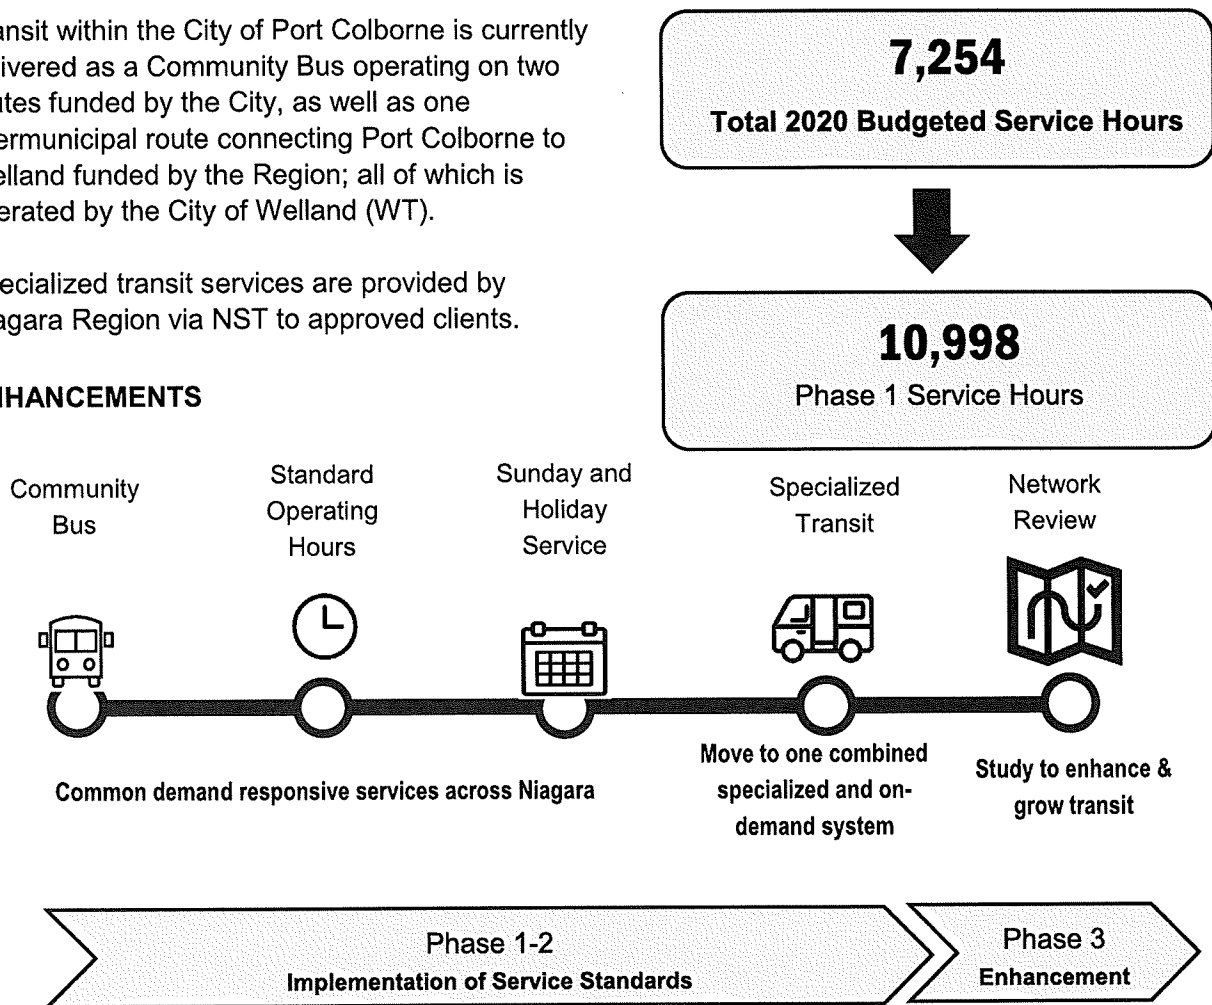 ansit within the City of Port Colborne is currently
livered as a Community Bus operating on two
utes funded by the City, as well as one
ermunicipal route connecting Port Colborne to
elland funded by the Region; all of which is
erated by the City of Welland (WT).
ecialized transit services are provided by
agara Region via NST to approved clients.
7,254
Total 2020 Budgeted Service Hours
10,998
Phase 1 Service Hours
NHANCEMENTS
Community
Bus
Standard
Operating
Hours
Sunday and
Holiday
Service
Specialized
Transit
Network
Review
Common demand responsive services across Niagara
Move to one combined
specialized and on-
demand system
Study to enhance &
grow transit
Phase 1-2
Implementation of Service Standards
Phase 3
Enhancement